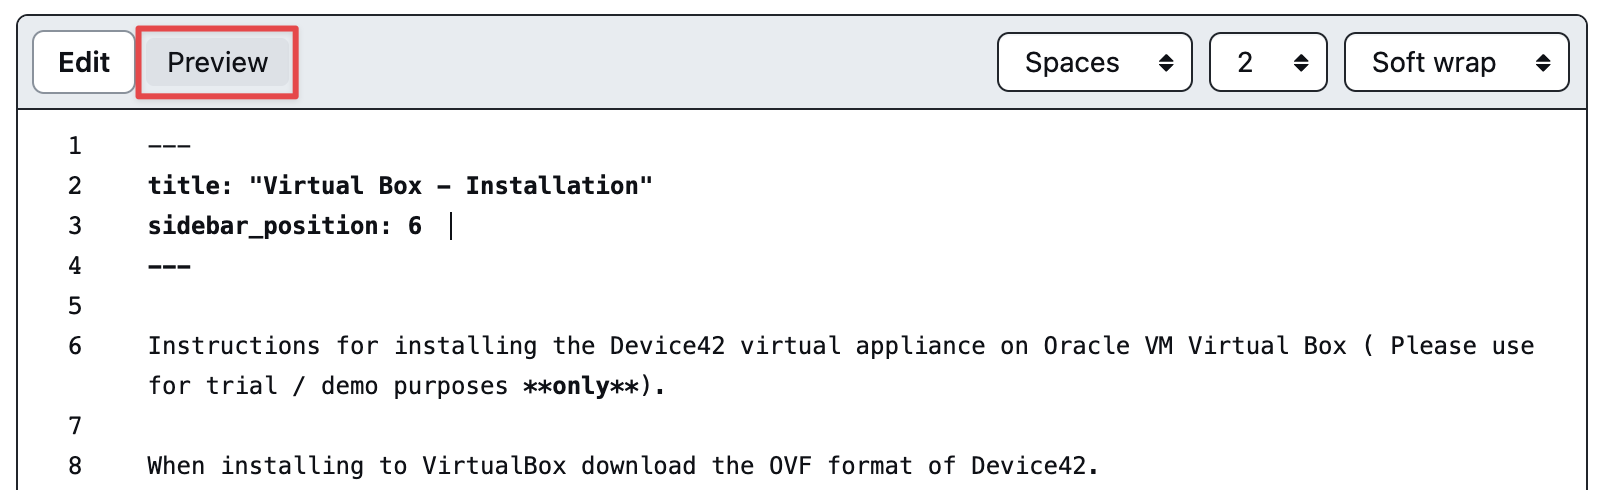 Edit Preview Spaces 2 Soft wrap
1 ---
2 title: "Virtual Box - Installation"
3 sidebar_position: 6
4 ---
5
6 Instructions for installing the Device42 virtual appliance on Oracle VM Virtual Box ( Please use
for trial / demo purposes **only**).
7
8 When installing to VirtualBox download the OVF format of Device42.